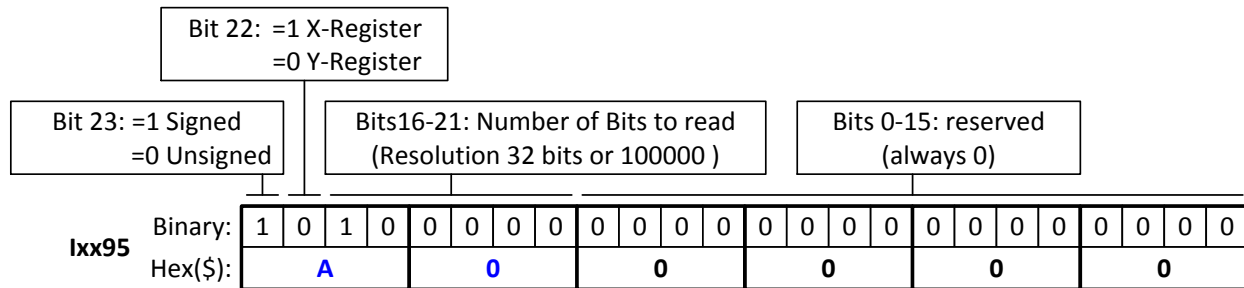 Bit 22: =1 X-Register
=0 Y-Register
Bit 23: =1 Signed
=0 Unsigned
Bits16-21: Number of Bits to read
(Resolution 32 bits or 100000 )
Bits 0-15: reserved
(always 0)
Ixx95
Binary: 1 0 1 0 0 0 0 0 0 0 0 0 0 0 0 0 0 0 0 0 0 0 0 0
Hex($): A 0 0 0 0 0